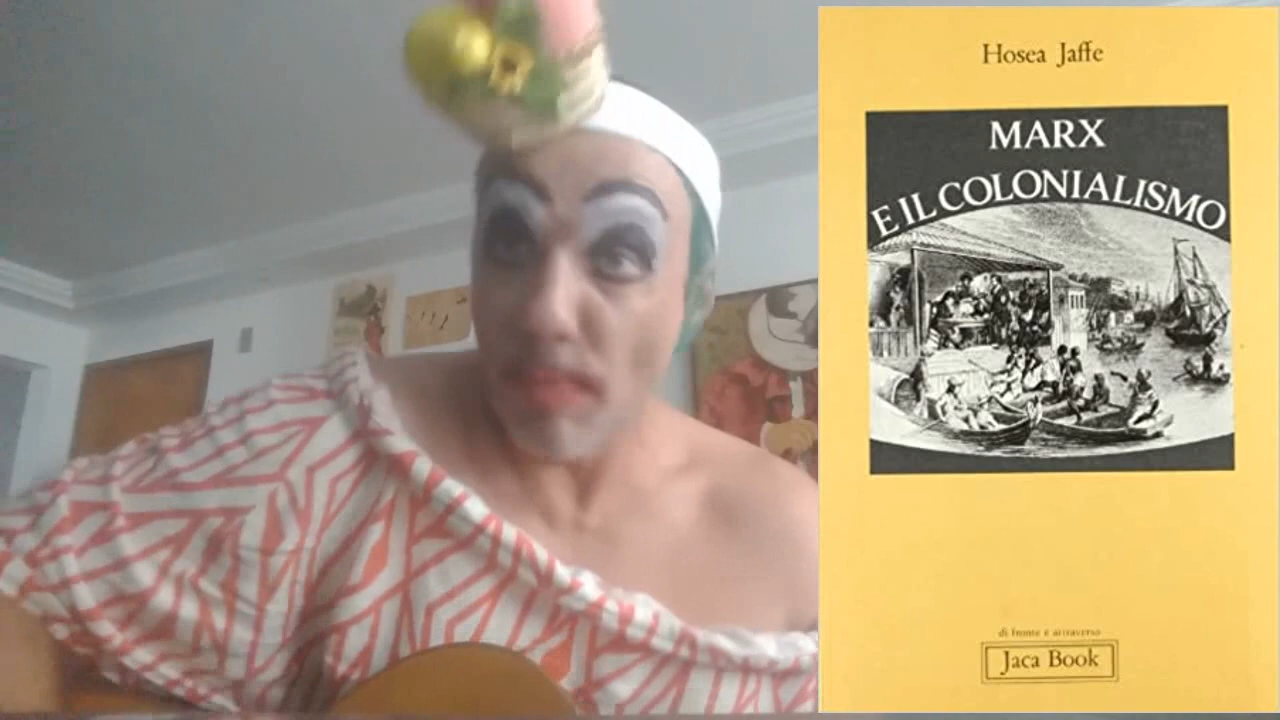 Hosea Jaffe
MARX
E IL COLONIALISMO
di fronte e attraverso
Jaca Book